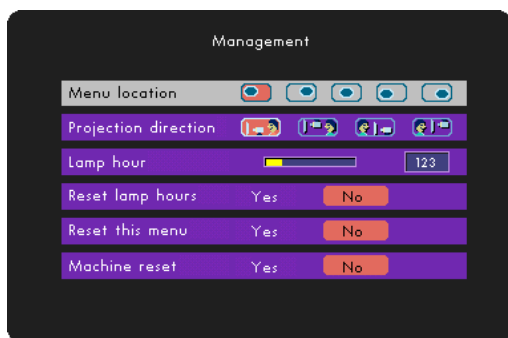 Management
Menu location
Projection direction
Lamp hour 123
Reset lamp hours Yes No
Reset this menu Yes No
Machine reset Yes No